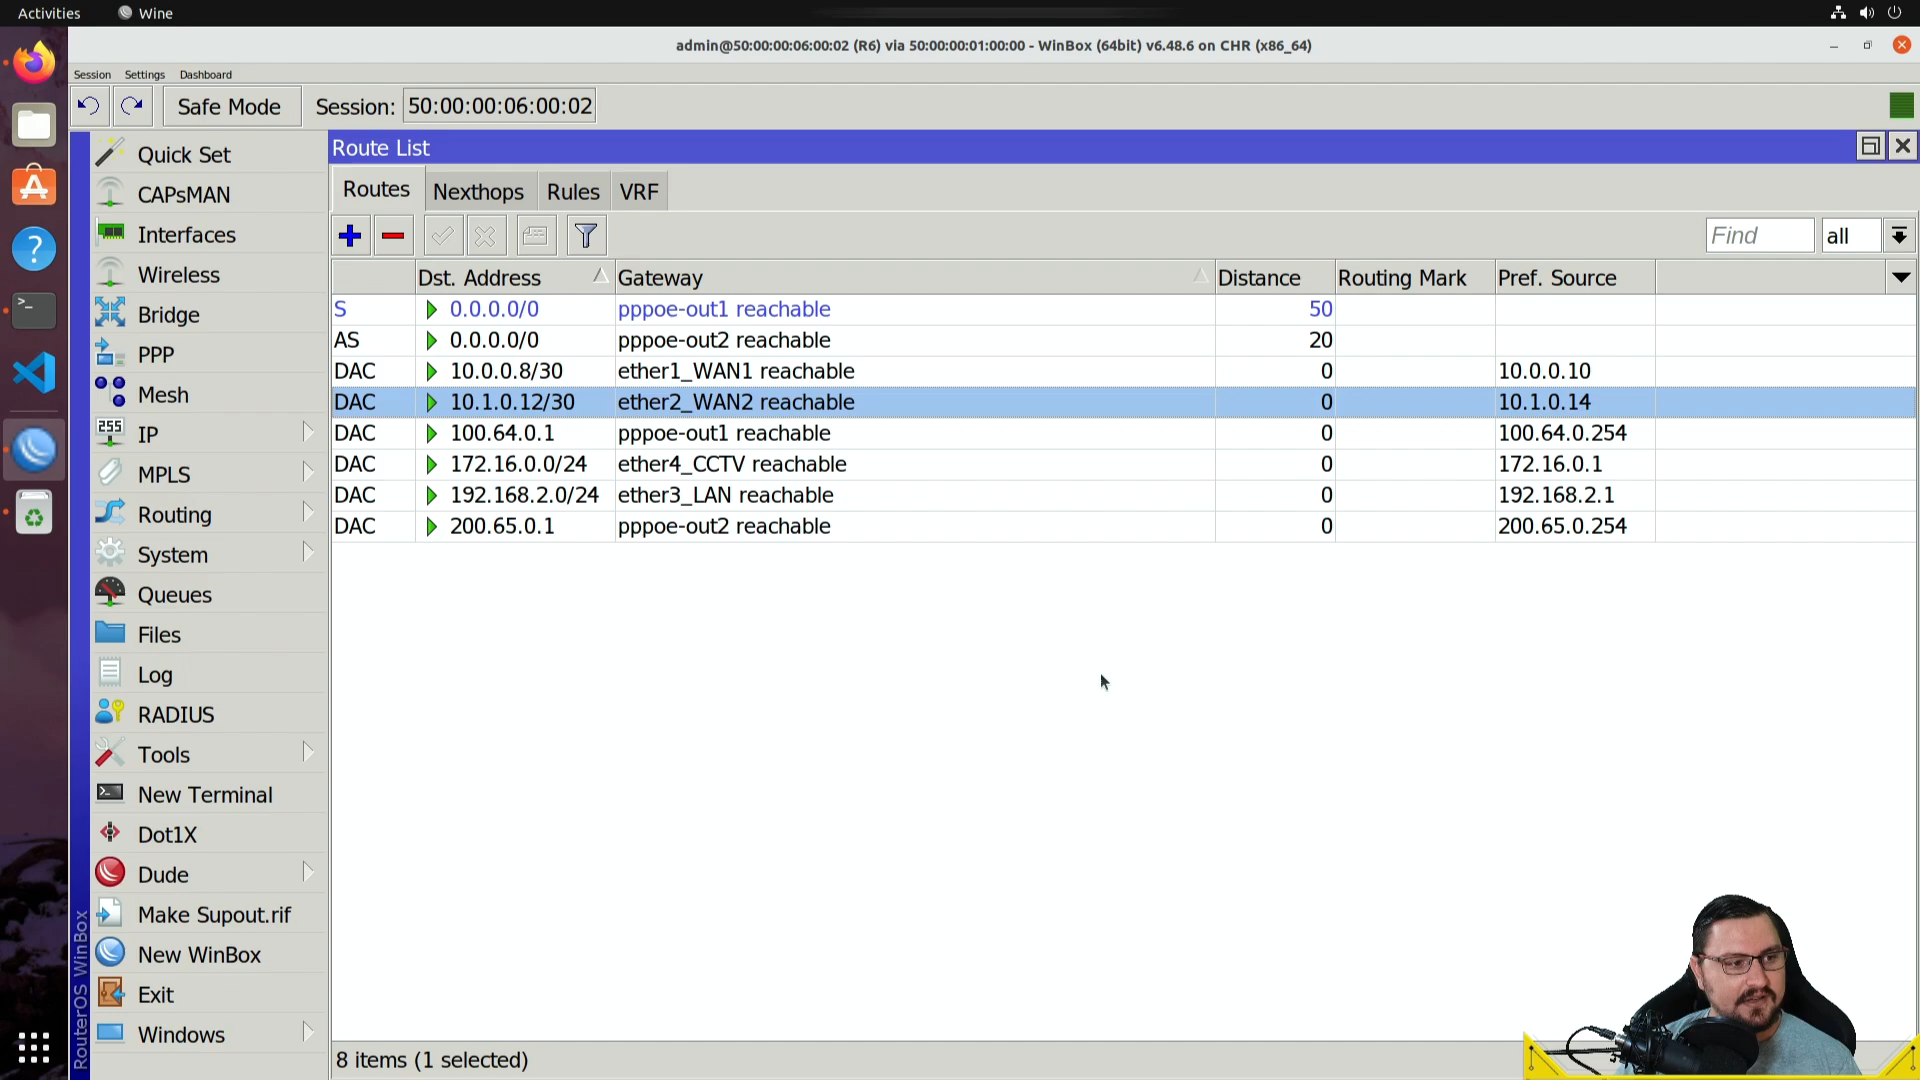 Activities Wine
admin@50:00:00:06:00:02 (R6) via 50:00:00:01:00:00 - WinBox (64bit) v6.48.6 on CHR (x86_64)
Session Settings Dashboard
Safe Mode Session: 50:00:00:06:00:02
Quick Set
CAPsMAN
Interfaces
Wireless
Bridge
PPP
Mesh
255
IP
MPLS
Routing
System
Queues
Files
Log
RADIUS
Tools
New Terminal
Dot1X
Dude
Make Supout.rif
New WinBox
Exit
Windows
RouterOS WinBox
Route List
Routes Nexthops Rules VRF
Find all
Dst. Address Gateway Distance Routing Mark Pref. Source
S 0.0.0.0/0 pppoe-out1 reachable 50
AS 0.0.0.0/0 pppoe-out2 reachable 20
DAC 10.0.0.8/30 ether1_WAN1 reachable 0 10.0.0.10
DAC 10.1.0.12/30 ether2_WAN2 reachable 0 10.1.0.14
DAC 100.64.0.1 pppoe-out1 reachable 0 100.64.0.254
DAC 172.16.0.0/24 ether4_CCTV reachable 0 172.16.0.1
DAC 192.168.2.0/24 ether3_LAN reachable 0 192.168.2.1
DAC 200.65.0.1 pppoe-out2 reachable 0 200.65.0.254
8 items (1 selected)